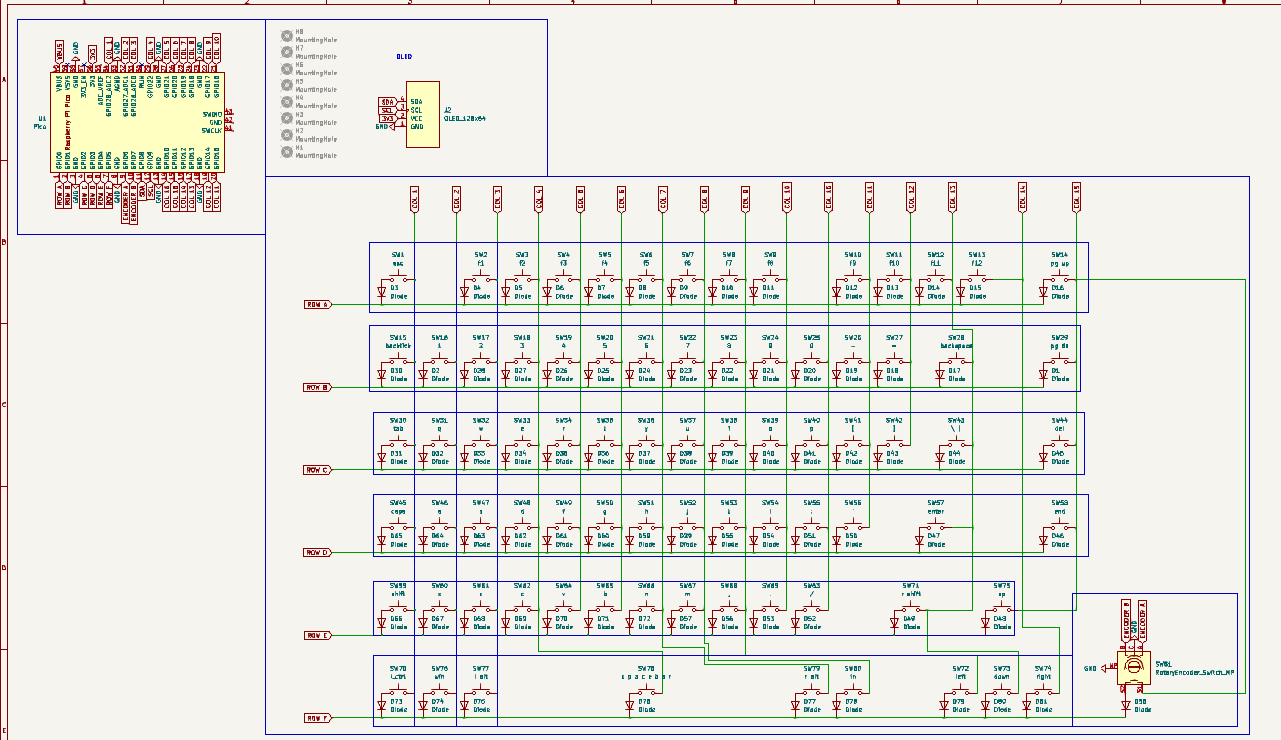 1 2 3
VBUS GND 3V3 COL 1 GND COL 2 COL 3 COL 4 GND COL 5 COL 6 COL 7 COL 8 GND COL 9 COL 10
VBUS VSYS GND 3V3_EN 3V3 ADC_VREF GPIO28_ADC2 AGND GPIO27_ADC1 GPIO26_ADC0 RUN GPIO22 GND GPIO21 GPIO20 GPIO19 GPIO18 GND GPIO17 GPIO16
U1
Pico
Raspberry Pi Pico
SWDIO
GND
SWCLK
GPIO0 GPIO1 GND GPIO2 GPIO3 GPIO4 GPIO5 GND GPIO6 GPIO7 GPIO8 GPIO9 GND GPIO10 GPIO11 GPIO12 GPIO13 GND GPIO14 GPIO15
ROW A ROW B GND ROW C ROW D ROW E ROW F GND ENCODER A ENCODER B SDA SCL GND
H8
MountingHole
H7
MountingHole
H6
MountingHole
H5
MountingHole
H4
MountingHole
H3
MountingHole
H2
MountingHole
H1
MountingHole
OLED
SDA SDA
SCL SCL
3V3 VCC
GND GND
J2
OLED_128x64
COL 1 COL 2 COL 3 COL 4 COL 5 COL 6 COL 7 COL 8 COL 9 COL 10 COL 11 COL 12 COL 13 COL 14 COL 15
SW1 SW2 SW3 SW4 SW5 SW6 SW7 SW8 SW9 SW10 SW11 SW12 SW13 SW14
esc f1 f2 f3 f4 f5 f6 f7 f8 f9 f10 f11 f12 pg up
D3 D4 D5 D6 D7 D8 D9 D10 D11 D12 D13 D14 D15 D16
Diode Diode Diode Diode Diode Diode Diode Diode Diode Diode Diode Diode Diode Diode
ROW A
SW15 SW16 SW17 SW18 SW19 SW20 SW21 SW22 SW23 SW24 SW25 SW26 SW27 SW28 SW29
backtick 1 2 3 4 5 6 7 8 9 0 - = backspace pg dn
D30 D2 D28 D27 D26 D25 D24 D23 D22 D21 D20 D19 D18 D17 D1
Diode Diode Diode Diode Diode Diode Diode Diode Diode Diode Diode Diode Diode Diode Diode
ROW B
SW30 SW31 SW32 SW33 SW34 SW35 SW36 SW37 SW38 SW39 SW40 SW41 SW42 SW43 SW44
tab q w e r t y u i o p [ ] \ | del
D31 D32 D33 D34 D35 D36 D37 D38 D39 D40 D41 D42 D43 D44 D45
Diode Diode Diode Diode Diode Diode Diode Diode Diode Diode Diode Diode Diode Diode Diode
ROW C
SW45 SW46 SW47 SW48 SW49 SW50 SW51 SW52 SW53 SW54 SW55 SW56 SW57 SW58
caps a s d f g h j k l ; ' enter end
D65 D64 D63 D62 D61 D60 D59 D55 D54 D51 D50 D47 D46
Diode Diode Diode Diode Diode Diode Diode Diode Diode Diode Diode Diode Diode Diode
ROW D
SW59 SW60 SW61 SW62 SW64 SW65 SW66 SW67 SW68 SW69 SW63 SW71 SW75
shift z x c v b n m , . / r shift up
D66 D67 D68 D69 D70 D71 D72 D57 D56 D53 D52 D49 D48
Diode Diode Diode Diode Diode Diode Diode Diode Diode Diode Diode Diode Diode
ROW E
SW70 SW76 SW77 SW78 SW79 SW80 SW72 SW73 SW74
l_ctrl win l alt spacebar r alt fn left down right
D73 D74 D75 D76 D77 D78 D79 D80 D81
Diode Diode Diode Diode Diode Diode Diode Diode Diode
ROW F
ENCODER B GND ENCODER A
GND MP
SW81
RotaryEncoder_Switch_MP
D58
Diode